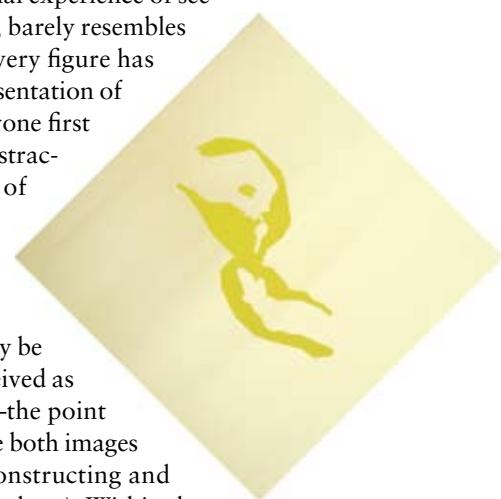 al experience of see
barely resembles
very figure has
sentation of
one first
strac-
of
y be
eived as
–the point
e both images
onstructing and